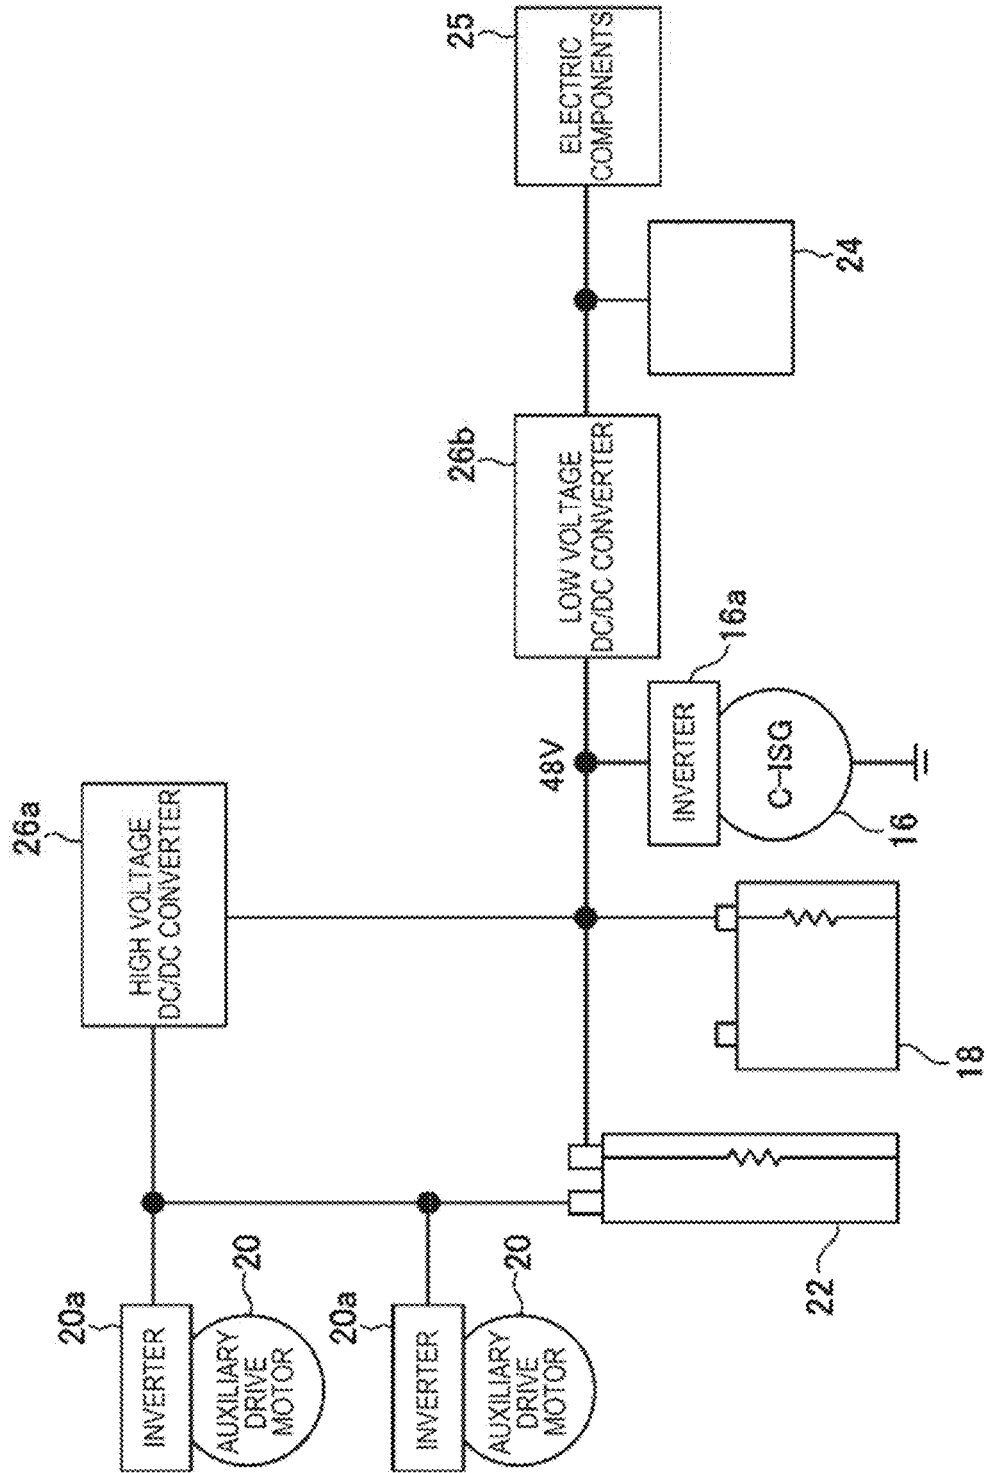 20a
INVERTER
AUXILIARY
DRIVE
MOTOR
20
20a
INVERTER
AUXILIARY
DRIVE
MOTOR
20
26a
HIGH VOLTAGE
DC/DC CONVERTER
22
18
48V
INVERTER
16a
C-ISG
16
26b
LOW VOLTAGE
DC/DC CONVERTER
24
25
ELECTRIC
COMPONENTS